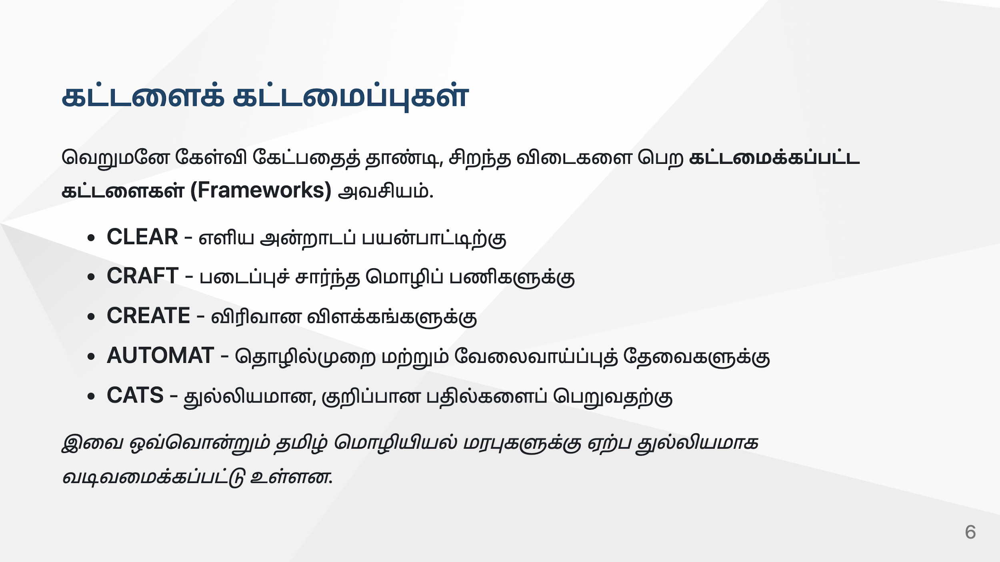 கட்டளைக் கட்டமைப்புகள்
வெறுமனே கேள்வி கேட்பதைத் தாண்டி, சிறந்த விடைகளை பெற கட்டமைக்கப்பட்ட
கட்டளைகள் (Frameworks) அவசியம்.
• CLEAR - எளிய அன்றாடப் பயன்பாட்டிற்கு
• CRAFT - படைப்புச் சார்ந்த மொழிப் பணிகளுக்கு
• CREATE - விரிவான விளக்கங்களுக்கு
• AUTOMAT - தொழில்முறை மற்றும் வேலைவாய்ப்புத் தேவைகளுக்கு
• CATS - துல்லியமான, குறிப்பான பதில்களைப் பெறுவதற்கு
இவை ஒவ்வொன்றும் தமிழ் மொழியியல் மரபுகளுக்கு ஏற்ப துல்லியமாக
வடிவமைக்கப்பட்டு உள்ளன.
6